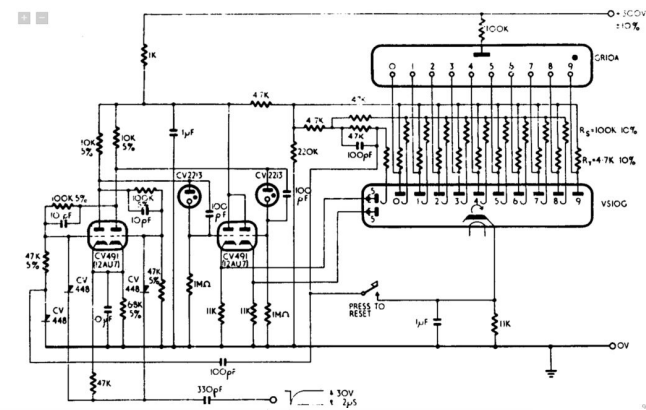 +300V
±10%
100K
GR10A
0 1 2 3 4 5 6 7 8 9
1K
4.7K
47K
4.7K
47K
100pF
220K
RS=100K 10%
RT=4·7K 10%
10K
5%
10K
5%
1μF
CV2213
CV2213
100
pF
100
pF
100K 5%
10pF
100K
5%
10pF
5
5
0 1 2 3 4 5 6 7 8 9
VS10G
CV491
(12AU7)
CV491
(12AU7)
47K
5%
CV
448
CV
448
CV
448
47K
5%
68K
5%
1MΩ
11K
11K
1MΩ
PRESS TO
RESET
1μF
11K
0V
100pF
47K
330pF
30V
2μS